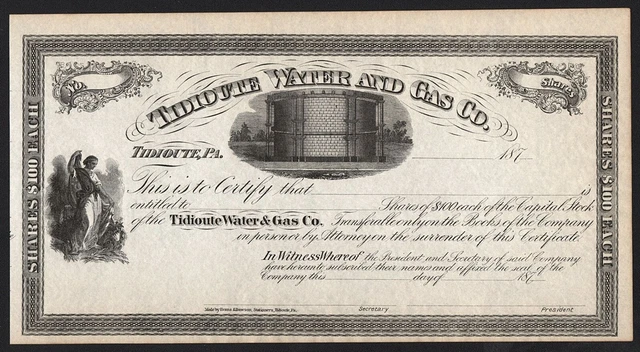 No.
Shares
TIDIOUTE WATER AND GAS CO.
TIDIOUTE, PA.
187
SHARES $100 EACH
SHARES $100 EACH
This is to Certify that
is
entitled to Shares of $100 each of the Capital Stock
of the Tidioute Water & Gas Co. Transferable only on the Books of the Company
in person or by Attorney on the surrender of this Certificate.
In Witness Whereof the President and Secretary of said Company
have hereunto subscribed their names and affixed the seal of the
Company this day of 187
Stationers, Tidioute, Pa.
Secretary
President